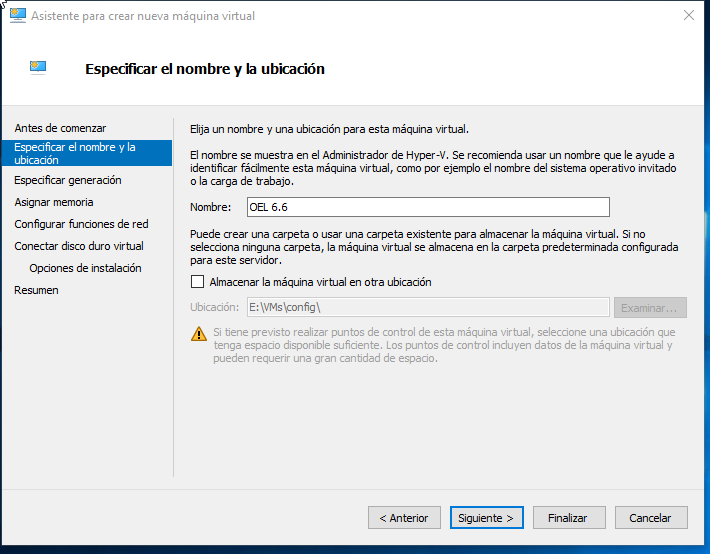 Asistente para crear nueva máquina virtual
Especificar el nombre y la ubicación
Antes de comenzar
Especificar el nombre y la
ubicación
Especificar generación
Asignar memoria
Configurar funciones de red
Conectar disco duro virtual
Opciones de instalación
Resumen
Elija un nombre y una ubicación para esta máquina virtual.
El nombre se muestra en el Administrador de Hyper-V. Se recomienda usar un nombre que le ayude a
identificar fácilmente esta máquina virtual, como por ejemplo el nombre del sistema operativo invitado
o la carga de trabajo.
Nombre: OEL 6.6
Puede crear una carpeta o usar una carpeta existente para almacenar la máquina virtual. Si no
selecciona ninguna carpeta, la máquina virtual se almacena en la carpeta predeterminada configurada
para este servidor.
Almacenar la máquina virtual en otra ubicación
Ubicación: E:\VMs\config\ Examinar...
Si tiene previsto realizar puntos de control de esta máquina virtual, seleccione una ubicación que
tenga espacio disponible suficiente. Los puntos de control incluyen datos de la máquina virtual y
pueden requerir una gran cantidad de espacio.
< Anterior Siguiente > Finalizar Cancelar